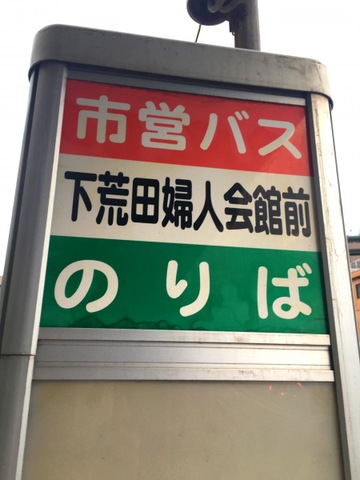 市営バス
下荒田婦人会館前
のりば